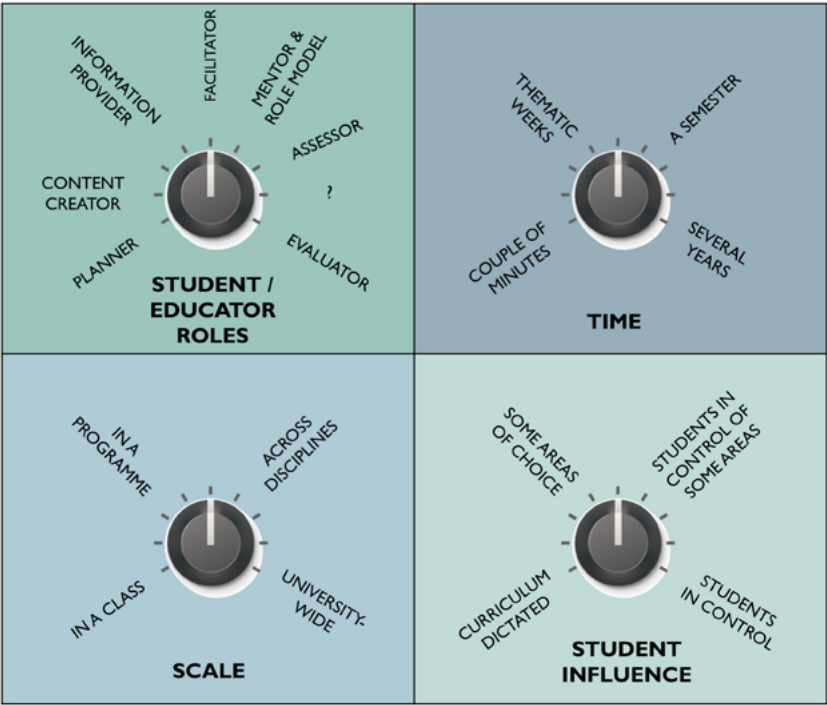 INFORMATION
PROVIDER
FACILITATOR
MENTOR &
ROLE MODEL
ASSESSOR
CONTENT
CREATOR
?
PLANNER
EVALUATOR
STUDENT /
EDUCATOR
ROLES
THEMATIC
WEEKS
A SEMESTER
COUPLE OF
MINUTES
SEVERAL
YEARS
TIME
IN A
PROGRAMME
ACROSS
DISCIPLINES
IN A CLASS
UNIVERSITY-
WIDE
SCALE
SOME AREAS
OF CHOICE
STUDENTS IN
CONTROL OF
SOME AREAS
CURRICULUM
DICTATED
STUDENTS
IN CONTROL
STUDENT
INFLUENCE